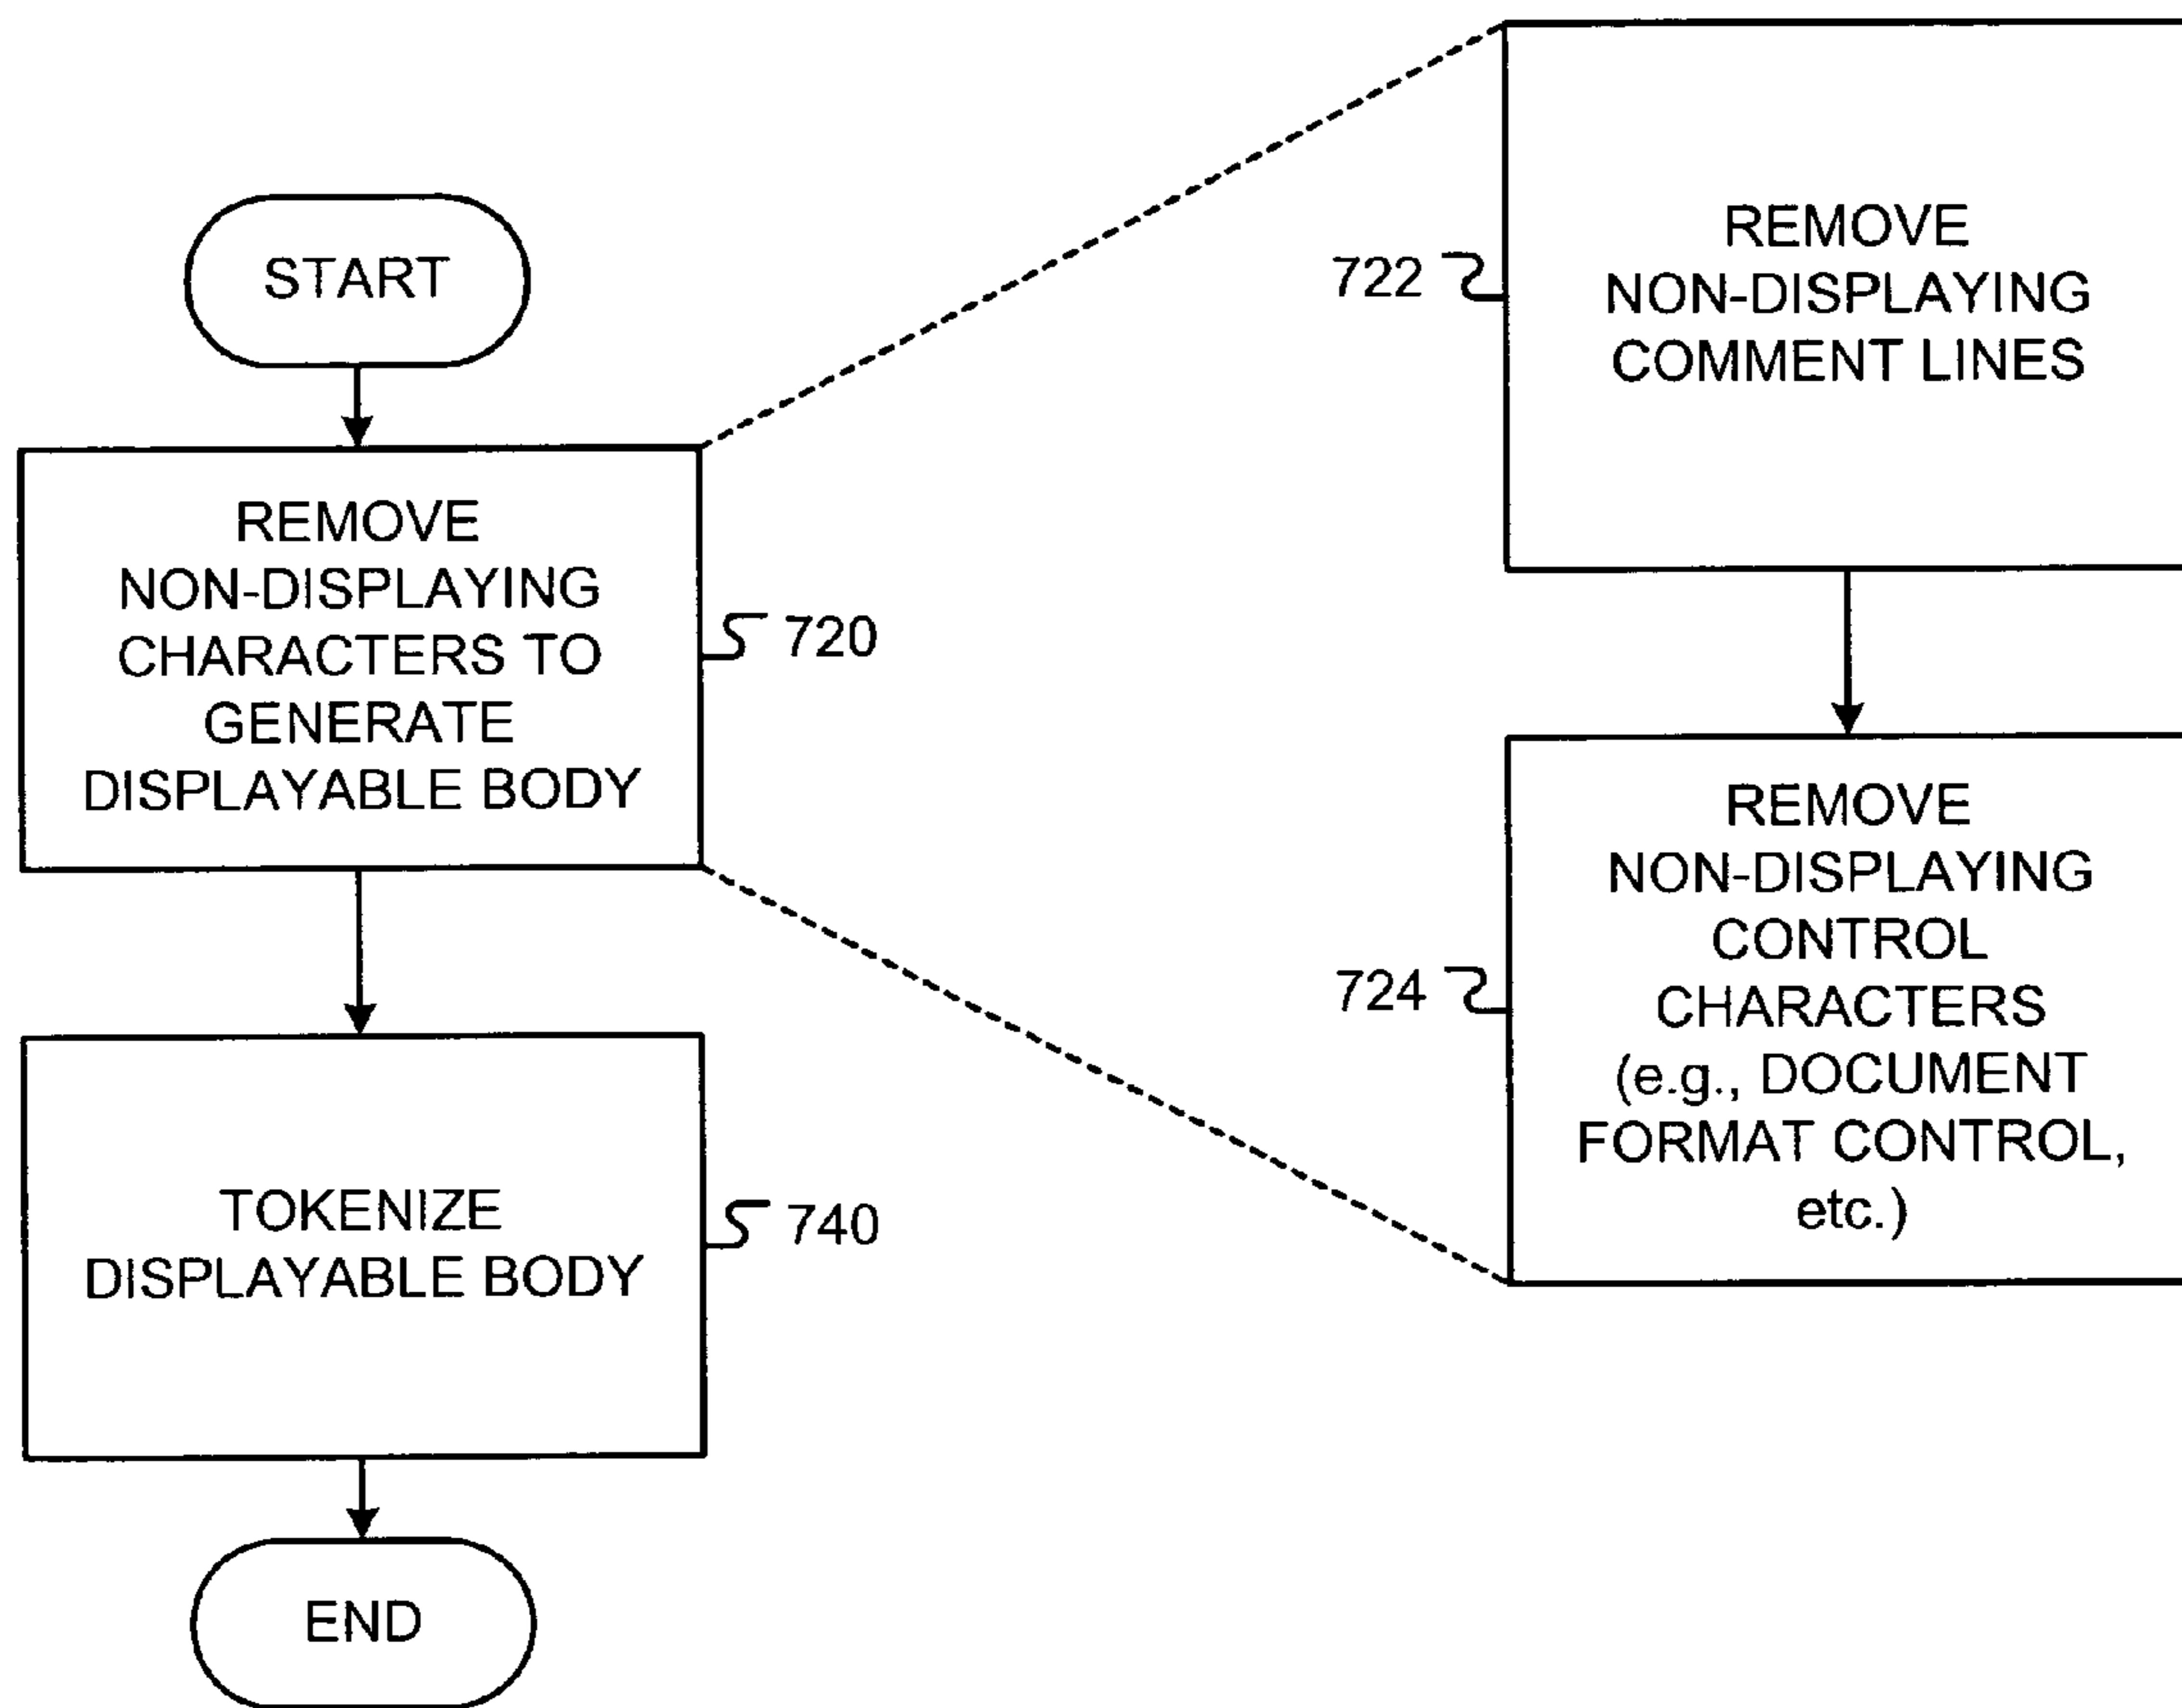 START
REMOVE
NON-DISPLAYING
CHARACTERS TO
GENERATE
DISPLAYABLE BODY
720
TOKENIZE
DISPLAYABLE BODY
740
END
REMOVE
NON-DISPLAYING
COMMENT LINES
722
REMOVE
NON-DISPLAYING
CONTROL
CHARACTERS
(e.g., DOCUMENT
FORMAT CONTROL,
etc.)
724